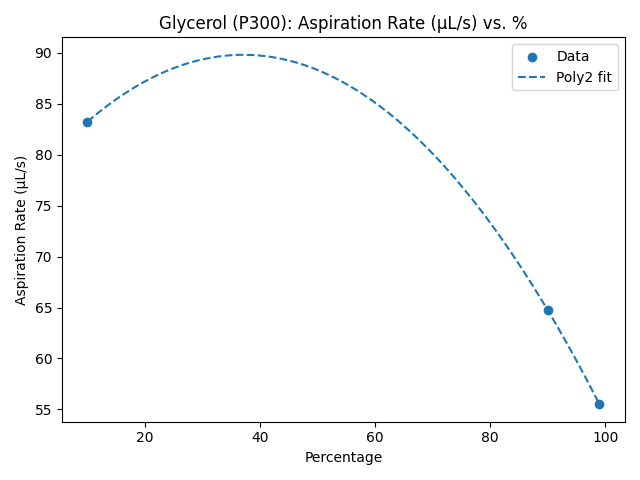 Glycerol (P300): Aspiration Rate (µL/s) vs. %
Data
Poly2 fit
Aspiration Rate (µL/s)
90
85
80
75
70
65
60
55
20 40 60 80 100
Percentage